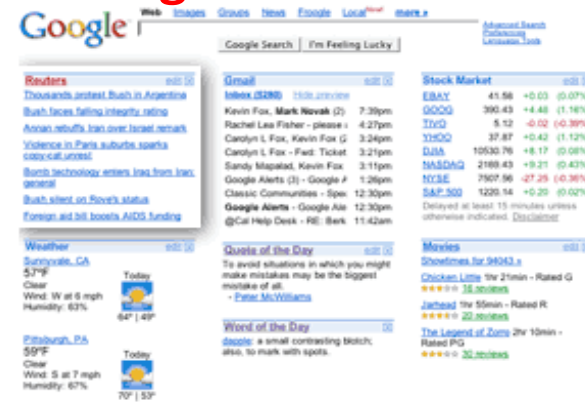 Web Images Groups News Froogle Local New! more »
Google
Advanced Search
Preferences
Language Tools
Google Search I'm Feeling Lucky
Reuters edit
Thousands protest Bush in Argentina
Bush faces falling integrity rating
Annan rebuffs Iran over Israel remark
Violence in Paris suburbs sparks
copy-cat unrest
Bomb technology enters Iraq from Iran:
general
Bush silent on Rove's status
Foreign aid bill boosts AIDS funding
Gmail edit
Inbox (5280) Hide preview
Kevin Fox, Mark Novak (2) 7:39pm
Rachel Lea Fisher - please 4:27pm
Carolyn L Fox, Kevin Fox (2 3:24pm
Carolyn L Fox - Fwd: Ticket 3:21pm
Sandy Mapalad, Kevin Fox 3:11pm
Google Alerts (3) - Google A 1:26pm
Classic Communities - Spec 12:30pm
Google Alerts - Google Ale 12:30pm
@Cal Help Desk - RE: Berk 11:42am
Stock Market edit
EBAY 41.56 +0.03 (0.07%
GOOG 390.43 +4.48 (1.16%
TIVO 5.12 -0.02 (-0.39%
YHOO 37.87 +0.42 (1.12%
DJIA 10530.76 +8.17 (0.08%
NASDAQ 2169.43 +9.21 (0.43%
NYSE 7507.56 -27.25 (-0.36%
S&P 500 1220.14 +0.20 (0.02%
Delayed at least 15 minutes unless
otherwise indicated. Disclaimer
Weather edit
Sunnyvale, CA
57°F
Clear
Wind: W at 6 mph
Humidity: 63%
Today
64° | 49°
Pittsburgh, PA
59°F
Clear
Wind: S at 7 mph
Humidity: 67%
Today
70° | 53°
Quote of the Day edit
To avoid situations in which you might
make mistakes may be the biggest
mistake of all.
- Peter McWilliams
Word of the Day
dapple: a small contrasting blotch;
also, to mark with spots.
Movies edit
Showtimes for 94043 »
Chicken Little 1hr 21min - Rated G
16 reviews
Jarhead 1hr 55min - Rated R
20 reviews
The Legend of Zorro 2hr 10min -
Rated PG
30 reviews